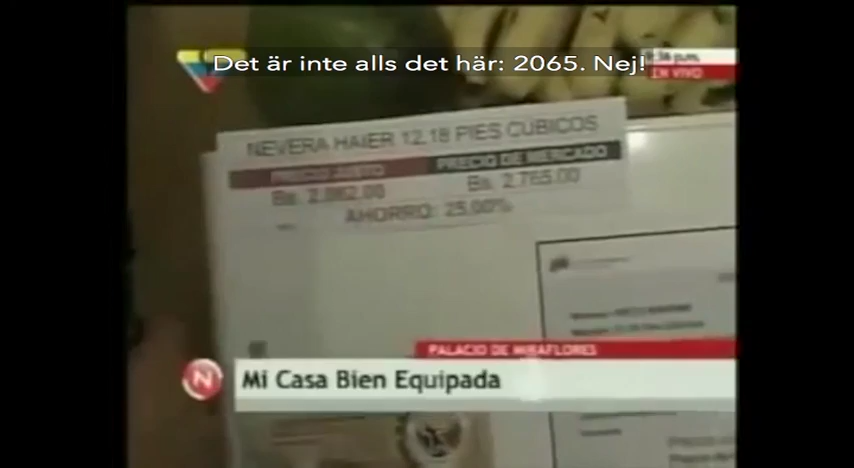 Det är inte alls det här: 2065. Nej!
EN VIVO
NEVERA HAIER 12,18 PIES CUBICOS
PRECIO JUSTO PRECIO DE MERCADO
Bs. 2.062.00 Bs. 2.765.00
AHORRO: 25,00%
PALACIO DE MIRAFLORES
N
Mi Casa Bien Equipada